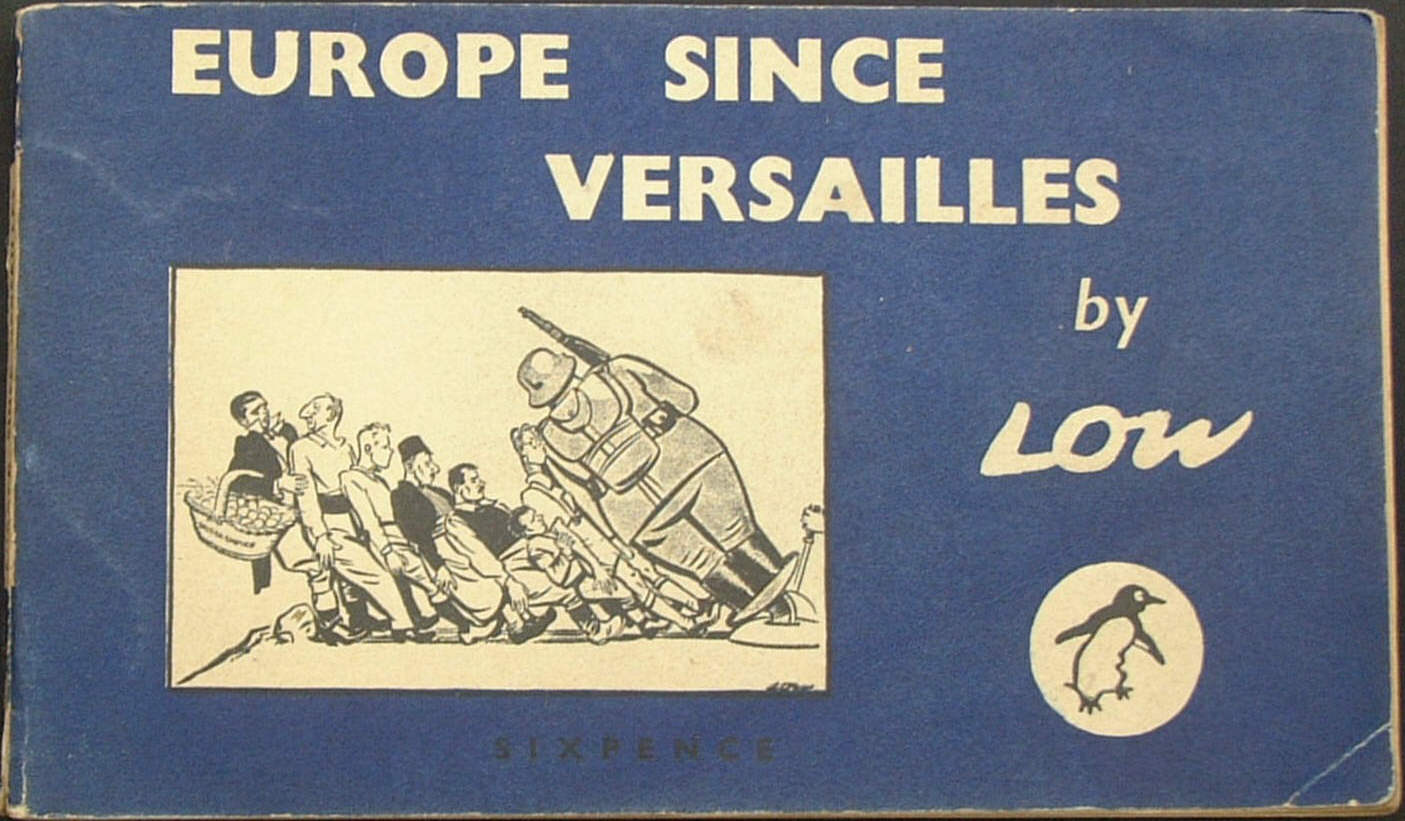 EUROPE SINCE
VERSAILLES
by
LOW
SIXPENCE